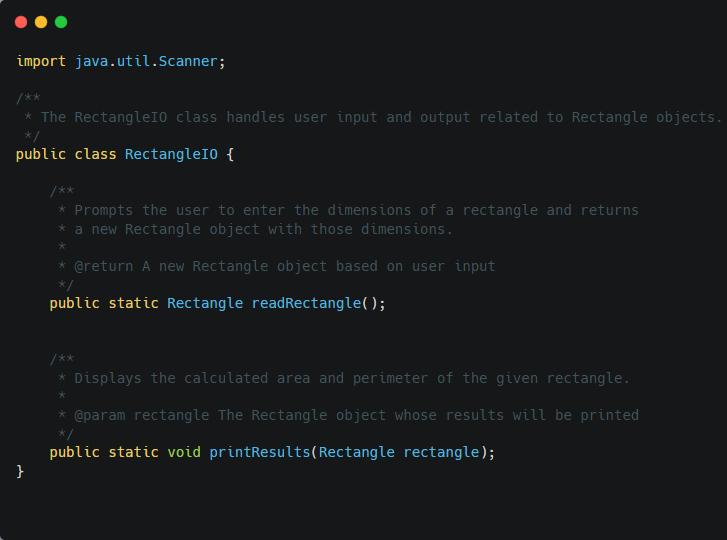 import java.util.Scanner;
/**
 * The RectangleIO class handles user input and output related to Rectangle objects.
 */
public class RectangleIO {
    /**
     * Prompts the user to enter the dimensions of a rectangle and returns
     * a new Rectangle object with those dimensions.
     *
     * @return A new Rectangle object based on user input
     */
    public static Rectangle readRectangle();
    /**
     * Displays the calculated area and perimeter of the given rectangle.
     *
     * @param rectangle The Rectangle object whose results will be printed
     */
    public static void printResults(Rectangle rectangle);
}